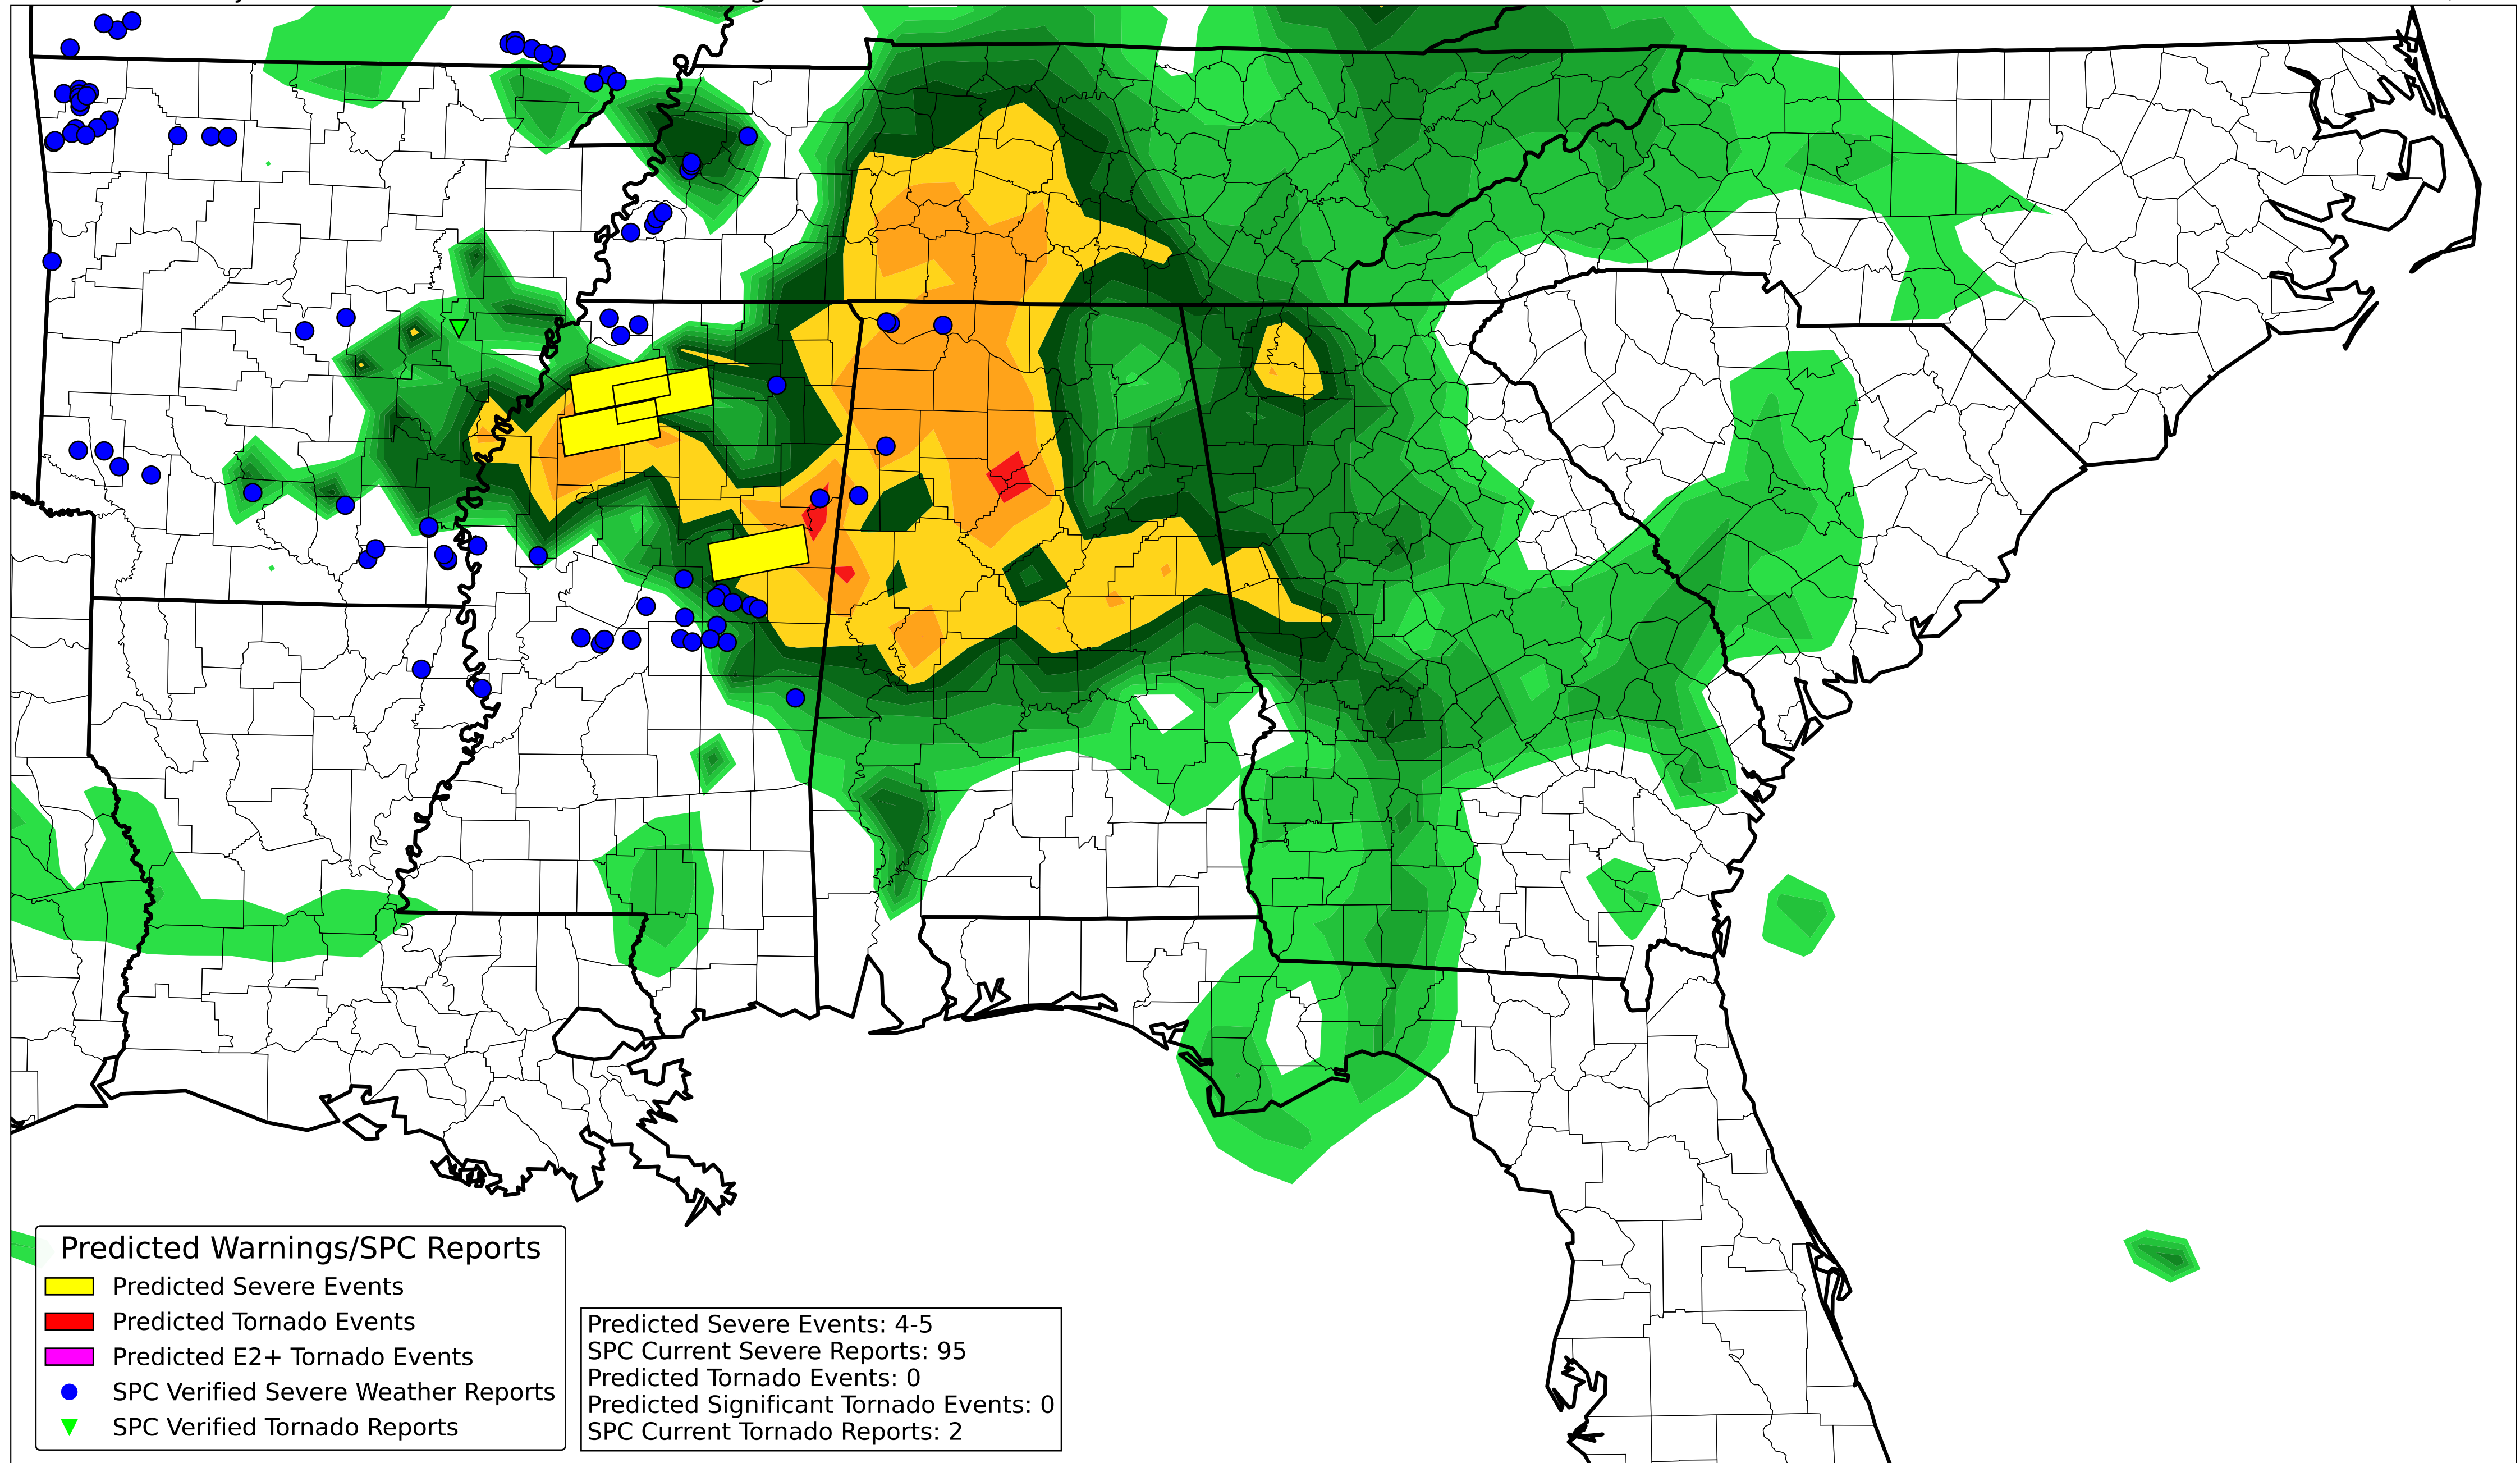 Predicted Warnings/SPC Reports
Predicted Severe Events
Predicted Tornado Events
Predicted E2+ Tornado Events
SPC Verified Severe Weather Reports
SPC Verified Tornado Reports
Predicted Severe Events: 4-5
SPC Current Severe Reports: 95
Predicted Tornado Events: 0
Predicted Significant Tornado Events: 0
SPC Current Tornado Reports: 2